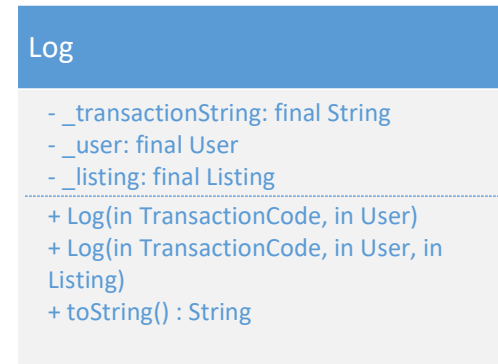 Log
- _transactionString: final String
- _user: final User
- _listing: final Listing
+ Log(in TransactionCode, in User)
+ Log(in TransactionCode, in User, in
Listing)
+ toString() : String